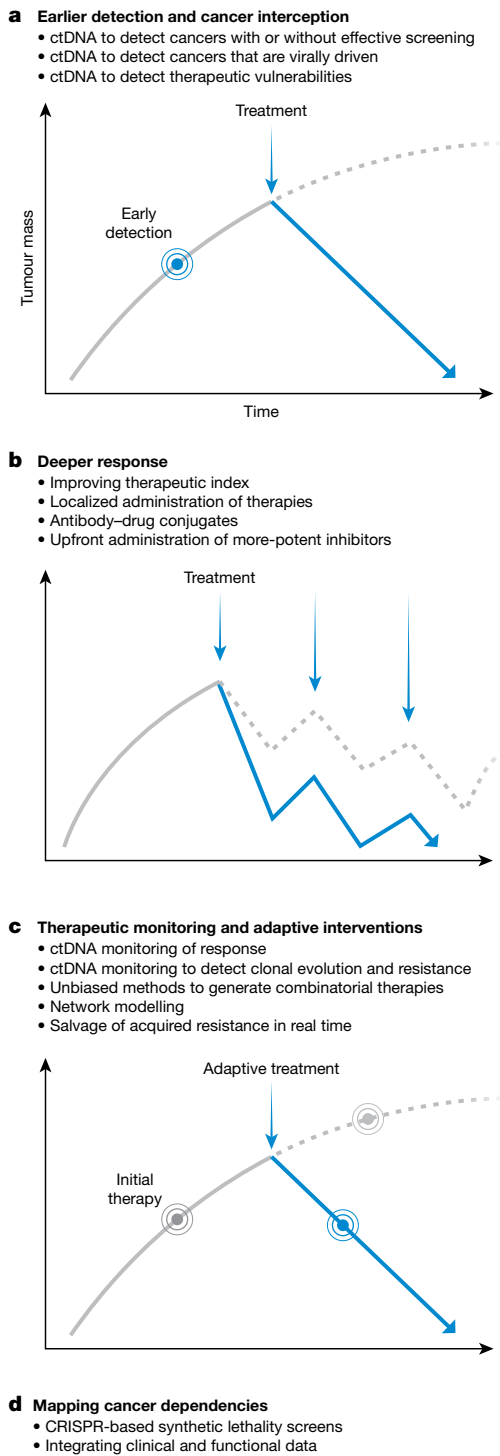 a Earlier detection and cancer interception
• ctDNA to detect cancers with or without effective screening
• ctDNA to detect cancers that are virally driven
• ctDNA to detect therapeutic vulnerabilities
Treatment
Early
detection
Tumour mass
Time
b Deeper response
• Improving therapeutic index
• Localized administration of therapies
• Antibody–drug conjugates
• Upfront administration of more-potent inhibitors
Treatment
c Therapeutic monitoring and adaptive interventions
• ctDNA monitoring of response
• ctDNA monitoring to detect clonal evolution and resistance
• Unbiased methods to generate combinatorial therapies
• Network modelling
• Salvage of acquired resistance in real time
Adaptive treatment
Initial
therapy
d Mapping cancer dependencies
• CRISPR-based synthetic lethality screens
• Integrating clinical and functional data